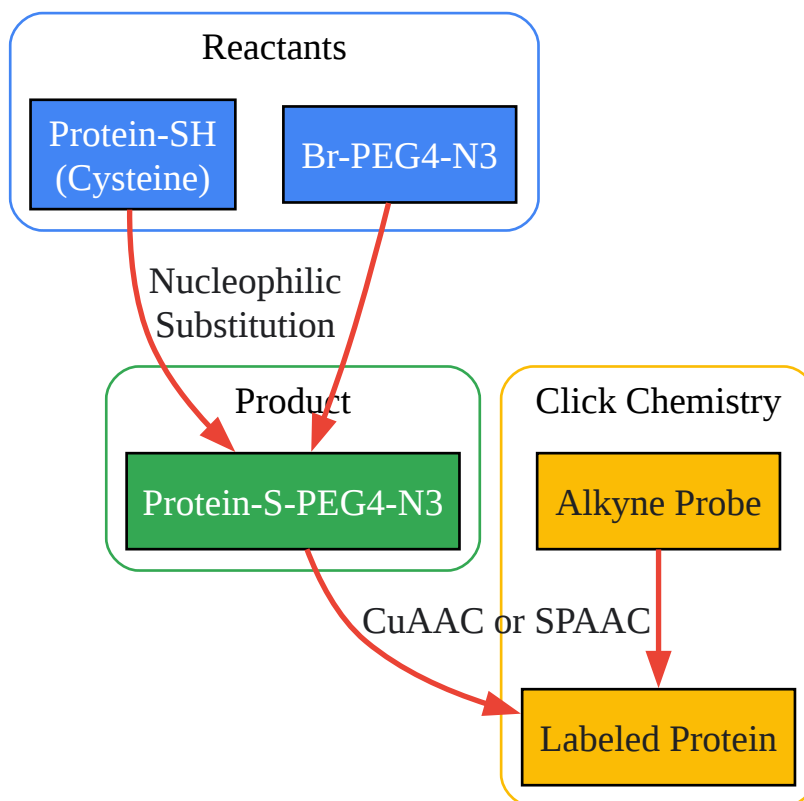 Reactants
Protein-SH
(Cysteine)
Br-PEG4-N3
Nucleophilic
Substitution
Product
Click Chemistry
Protein-S-PEG4-N3
Alkyne Probe
CuAAC or SPAAC
Labeled Protein